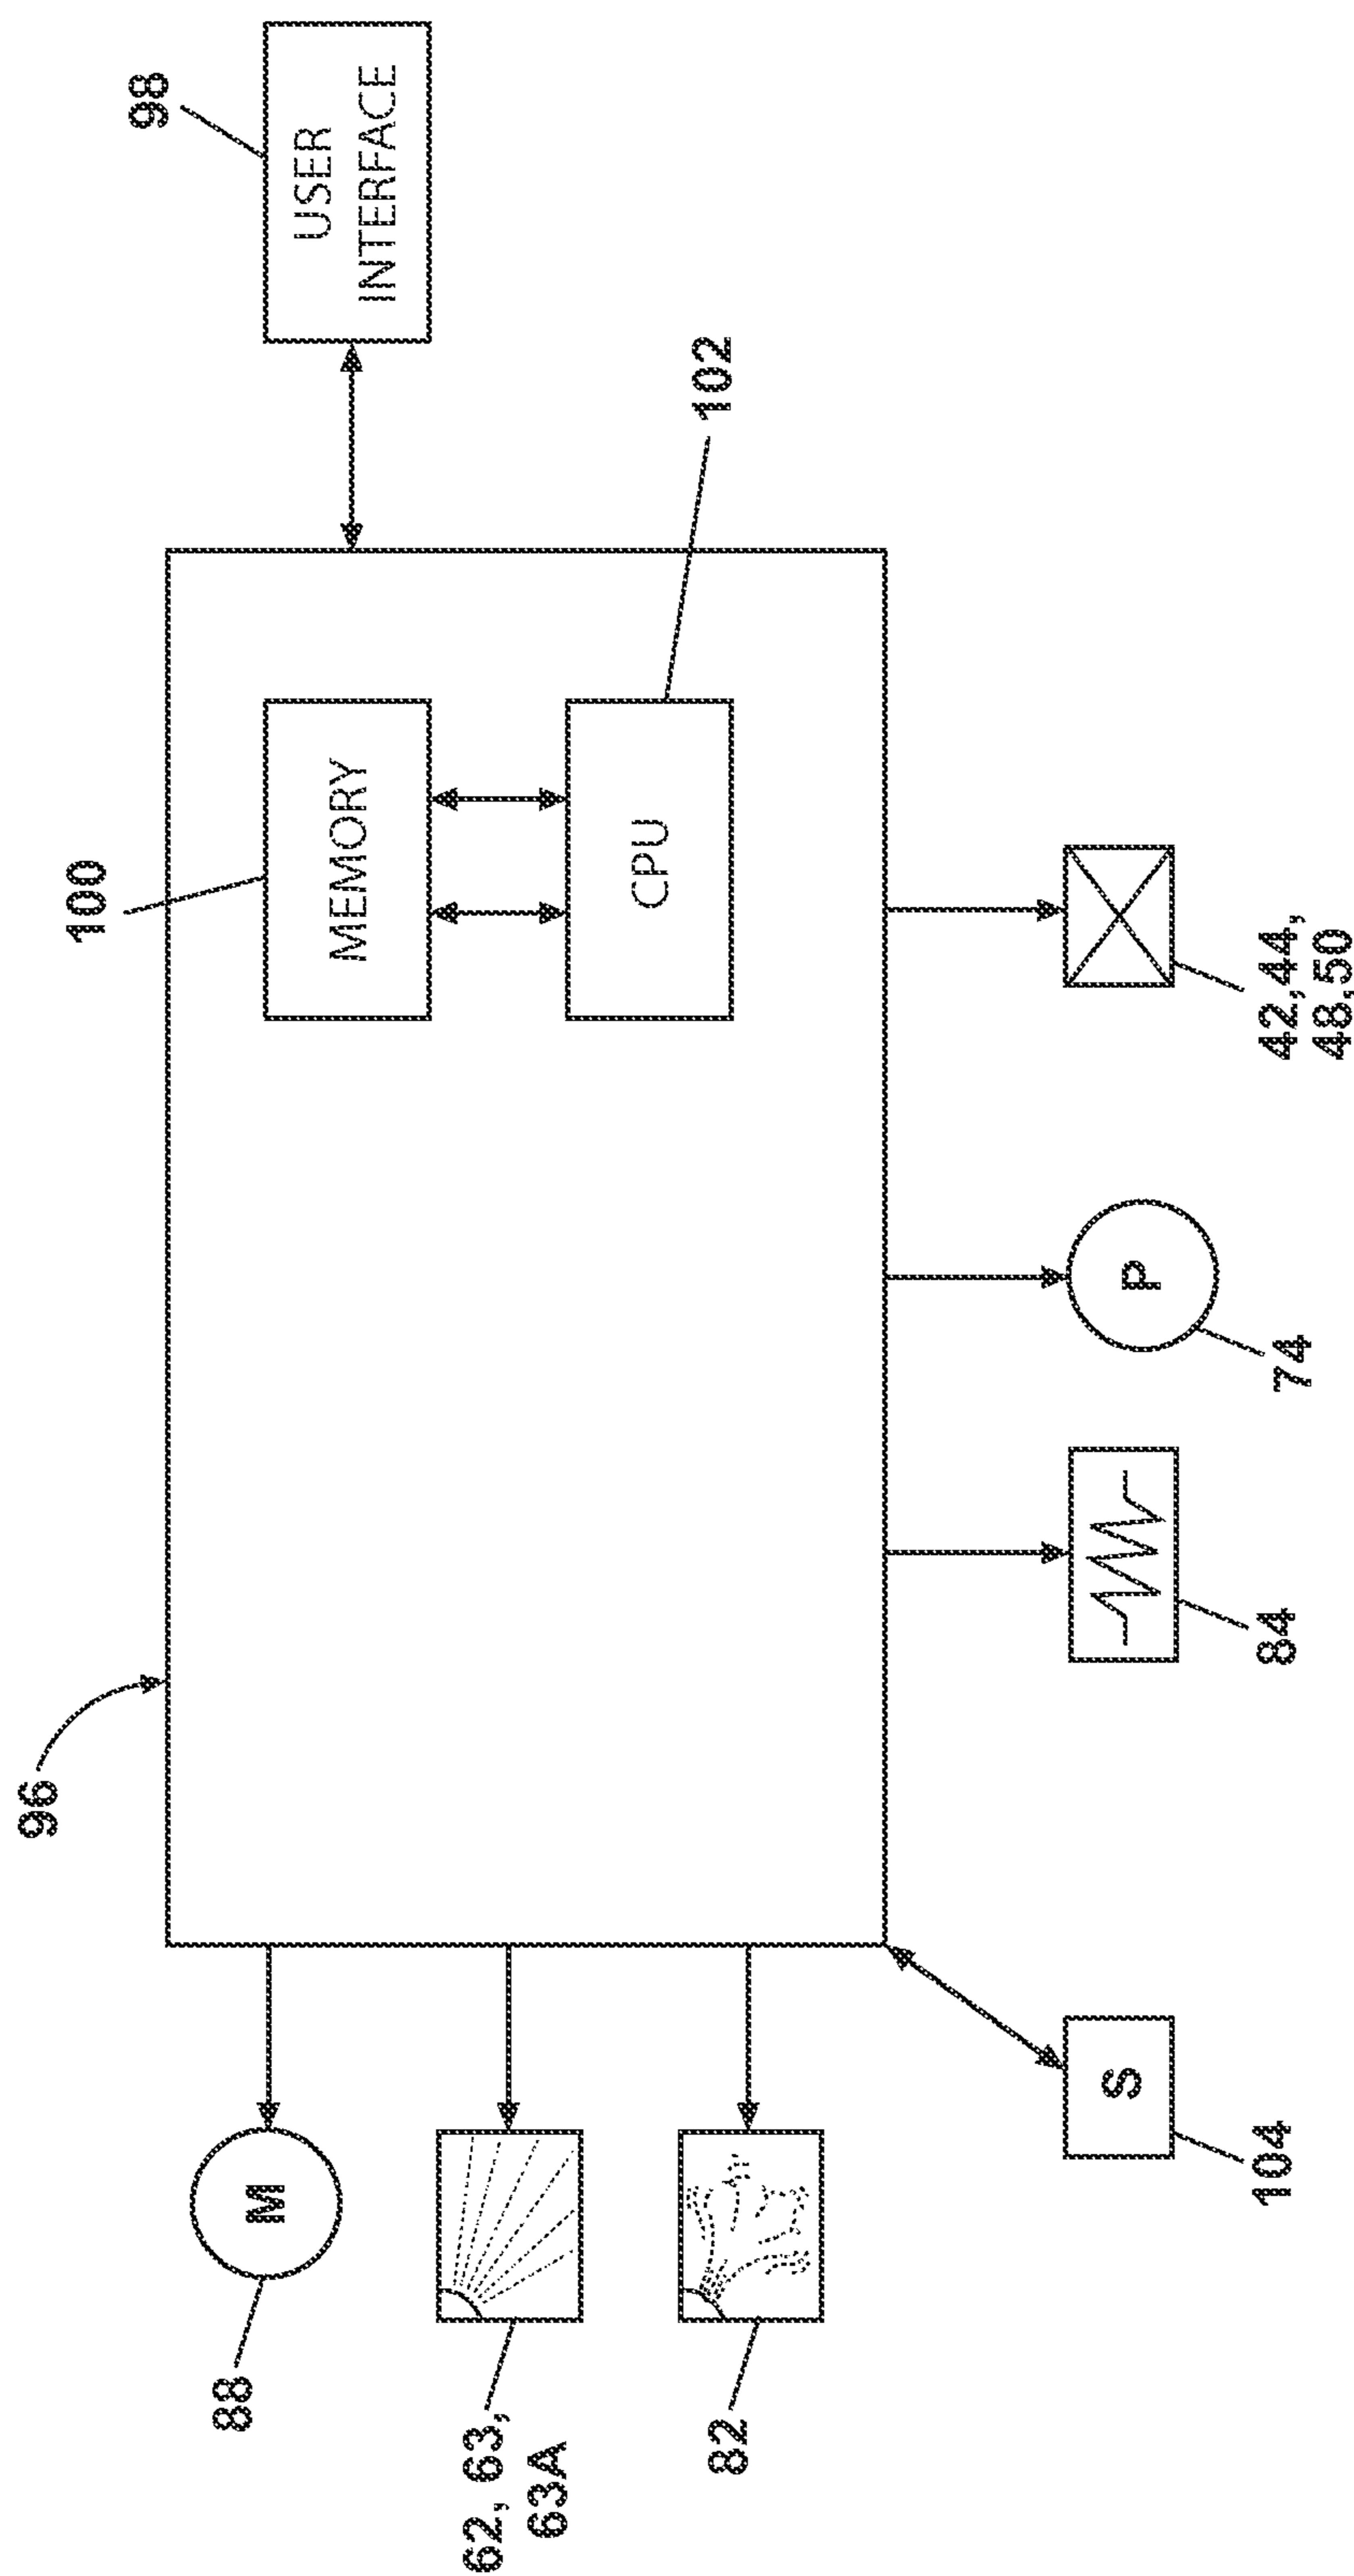 96
100
MEMORY
98
USER
INTERFACE
CPU
102
88
M
62, 63,
63A
82
S
104
84
P
74
42,44,
48,50